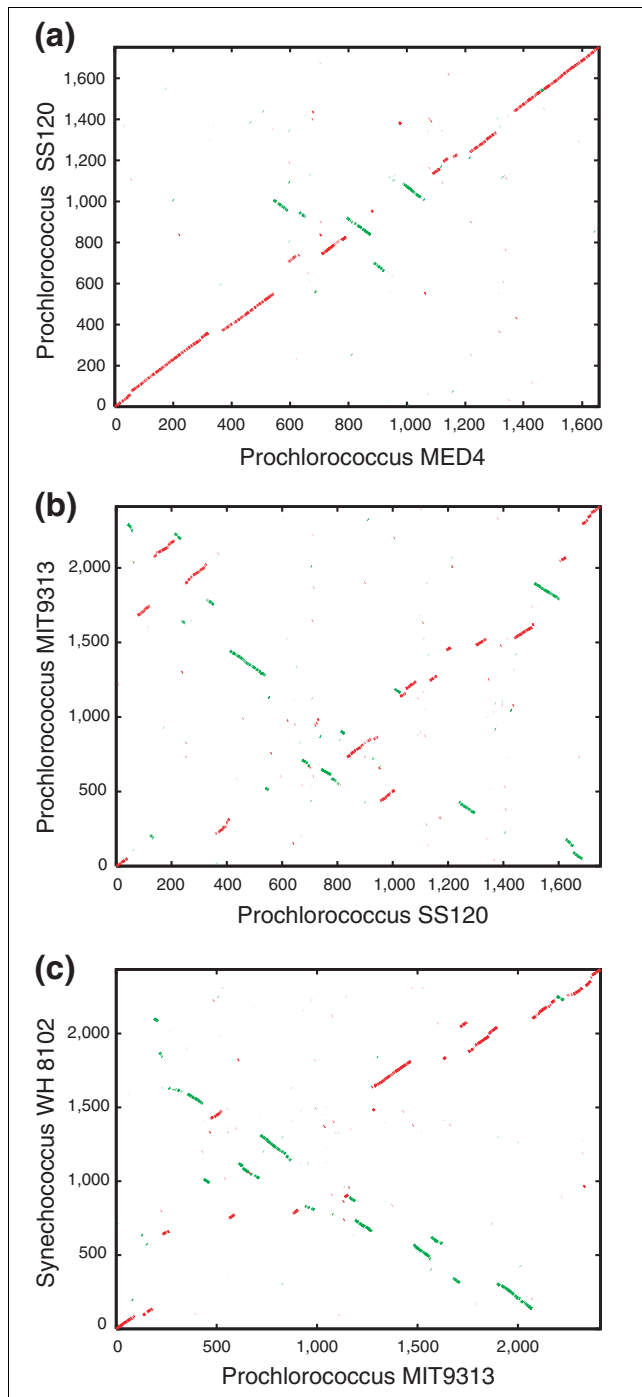 (a)
1,600
1,400
1,200
1,000
800
600
400
200
0
Prochlorococcus SS120
0 200 400 600 800 1,000 1,200 1,400 1,600
Prochlorococcus MED4
(b)
2,000
1,500
1,000
500
0
Prochlorococcus MIT9313
0 200 400 600 800 1,000 1,200 1,400 1,600
Prochlorococcus SS120
(c)
2,000
1,500
1,000
500
0
Synechococcus WH 8102
0 500 1,000 1,500 2,000
Prochlorococcus MIT9313